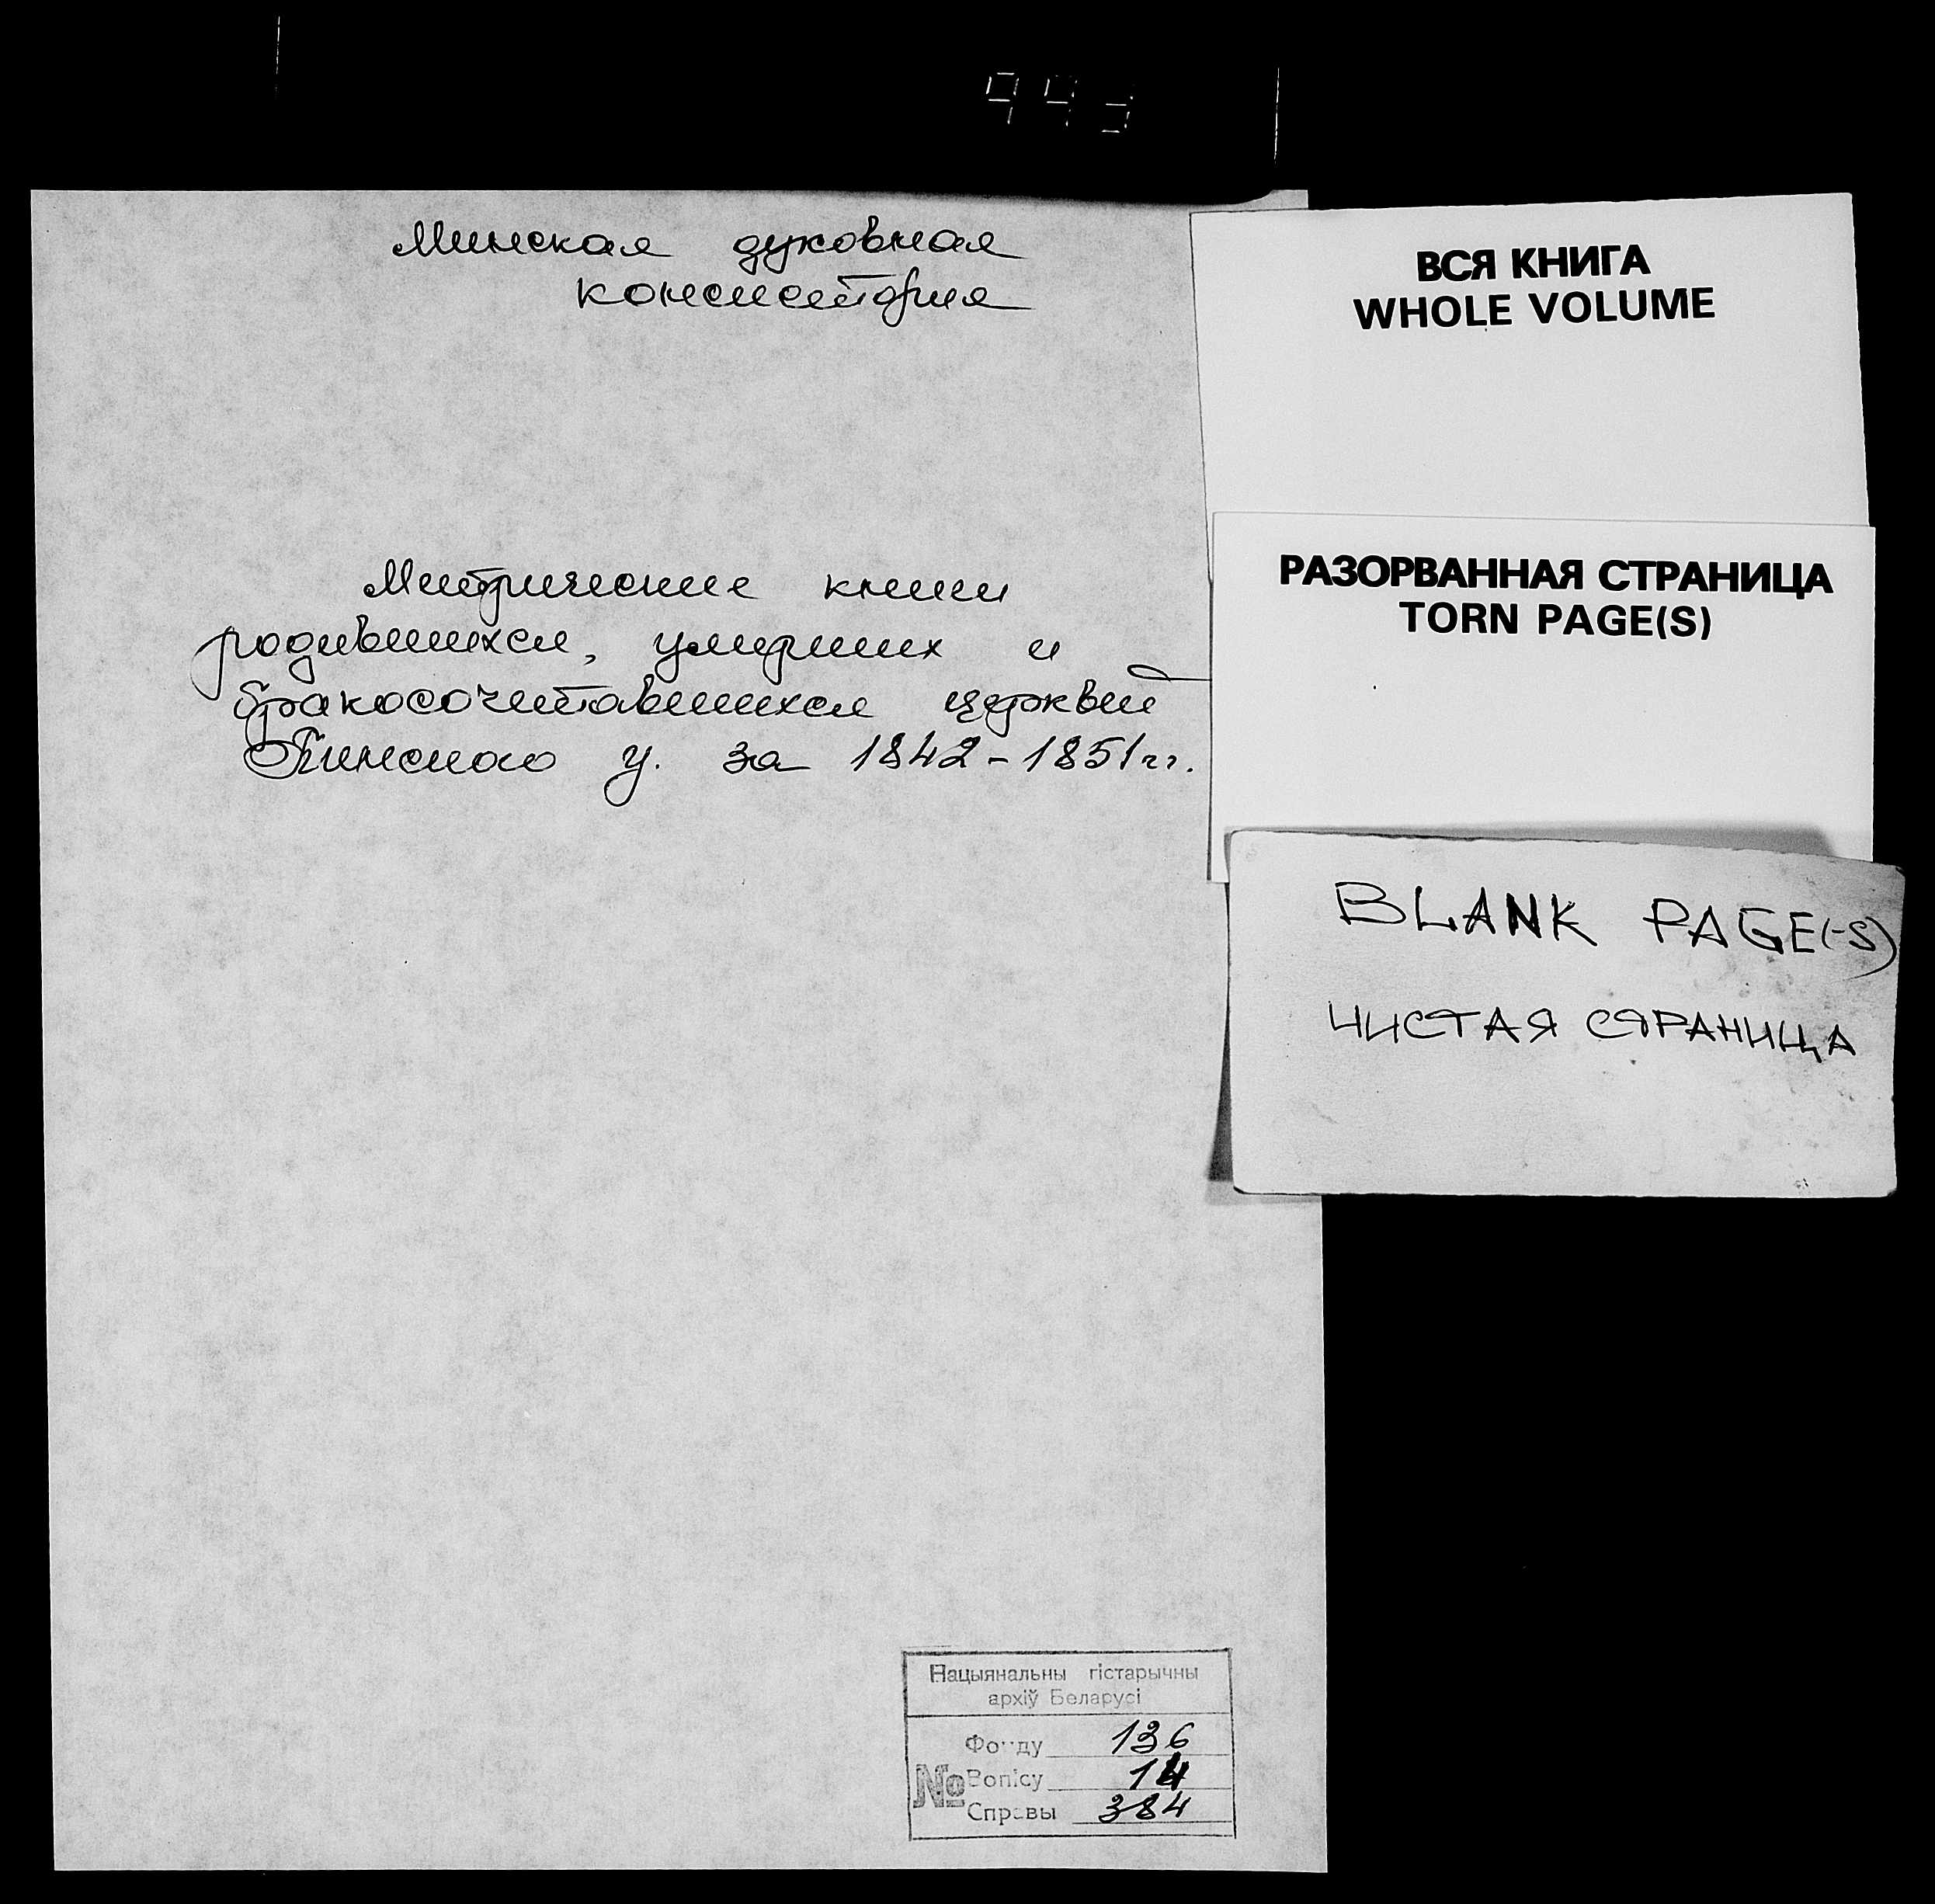 Минская духовная
консистория
Метрические книги
родившихся, умерших и
бракосочетавшихся церквей
Пинского у. за 1842-1851гг.
ВСЯ КНИГА
WHOLE VOLUME
РАЗОРВАННАЯ СТРАНИЦА
TORN PAGE(S)
BLANK PAGE(-S)
ЧИСТАЯ СТРАНИЦА
Нацыянальны гістарычны
архіў Беларусі
Фонду 136
№ Вопісу 14
Справы 384